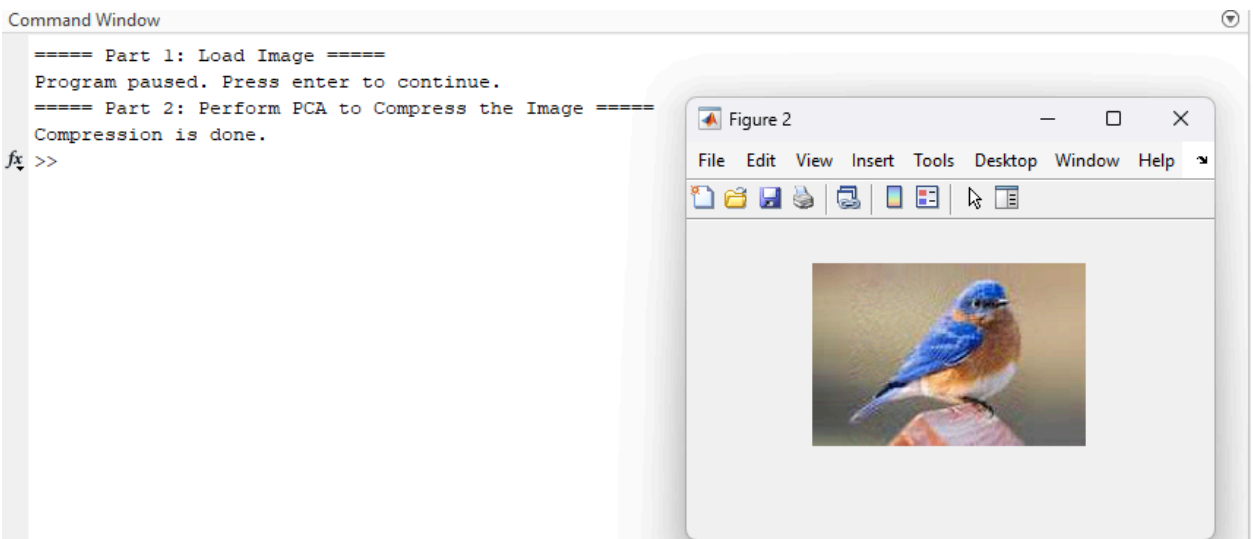 Command Window
===== Part 1: Load Image =====
Program paused. Press enter to continue.
===== Part 2: Perform PCA to Compress the Image =====
Compression is done.
fx >>
Figure 2
File Edit View Insert Tools Desktop Window Help